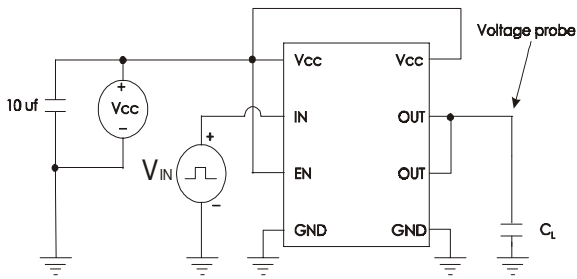 Voltage probe
Vcc Vcc
10 uf
+
Vcc
−
IN OUT
+
VIN
−
EN OUT
GND GND
CL